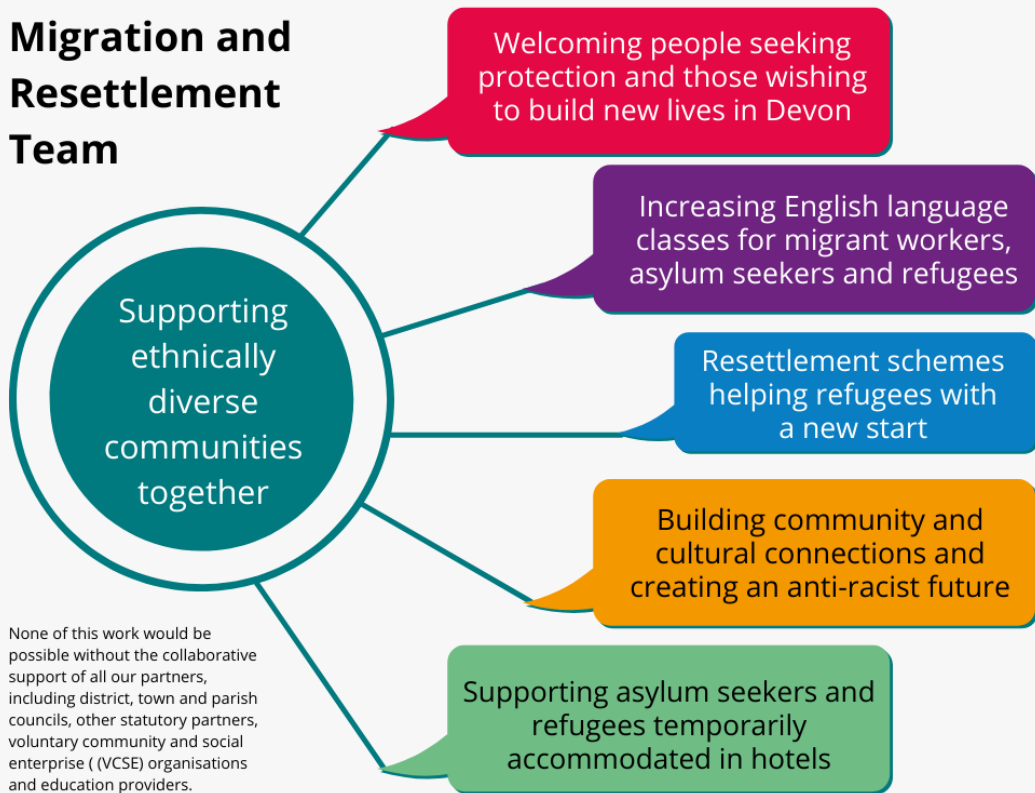 Migration and
Resettlement
Team
Welcoming people seeking
protection and those wishing
to build new lives in Devon
Increasing English language
classes for migrant workers,
asylum seekers and refugees
Supporting
ethnically
diverse
communities
together
Resettlement schemes
helping refugees with
a new start
Building community and
cultural connections and
creating an anti-racist future
Supporting asylum seekers and
refugees temporarily
accommodated in hotels
None of this work would be
possible without the collaborative
support of all our partners,
including district, town and parish
councils, other statutory partners,
voluntary community and social
enterprise ( (VCSE) organisations
and education providers.